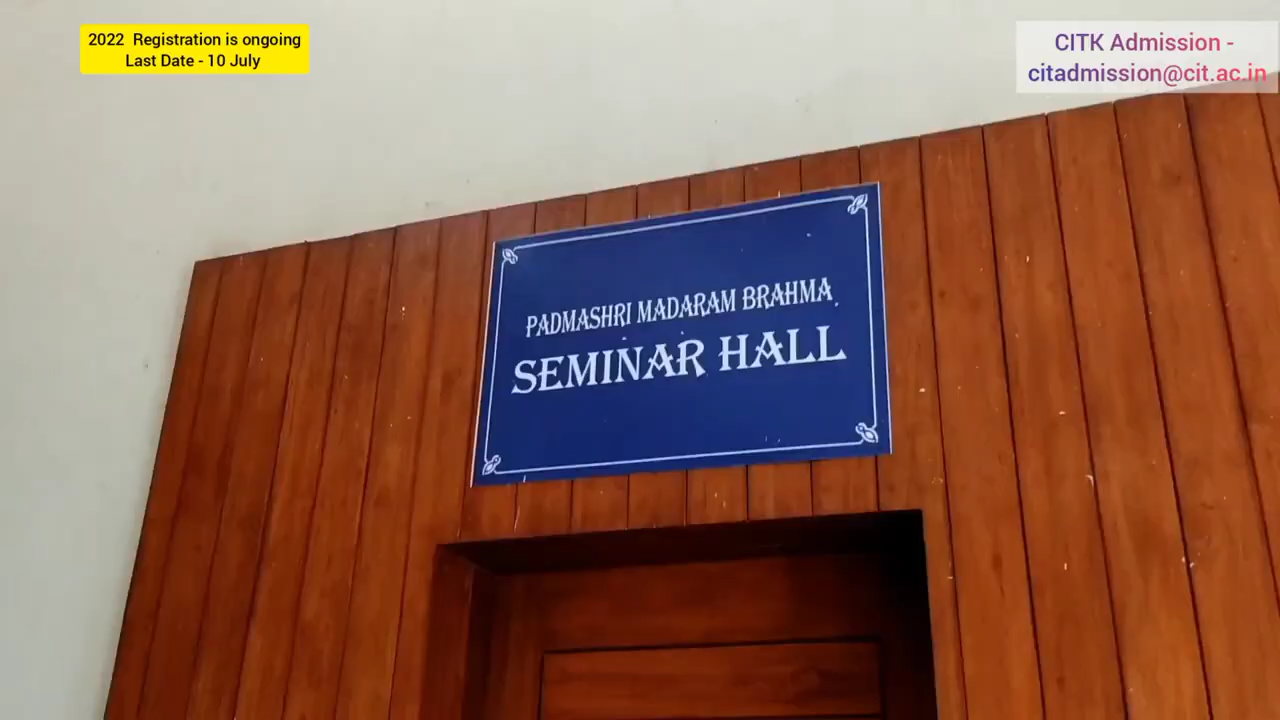 2022 Registration is ongoing
Last Date - 10 July
CITK Admission -
citadmission@cit.ac.in
PADMASHRI MADARAM BRAHMA
SEMINAR HALL